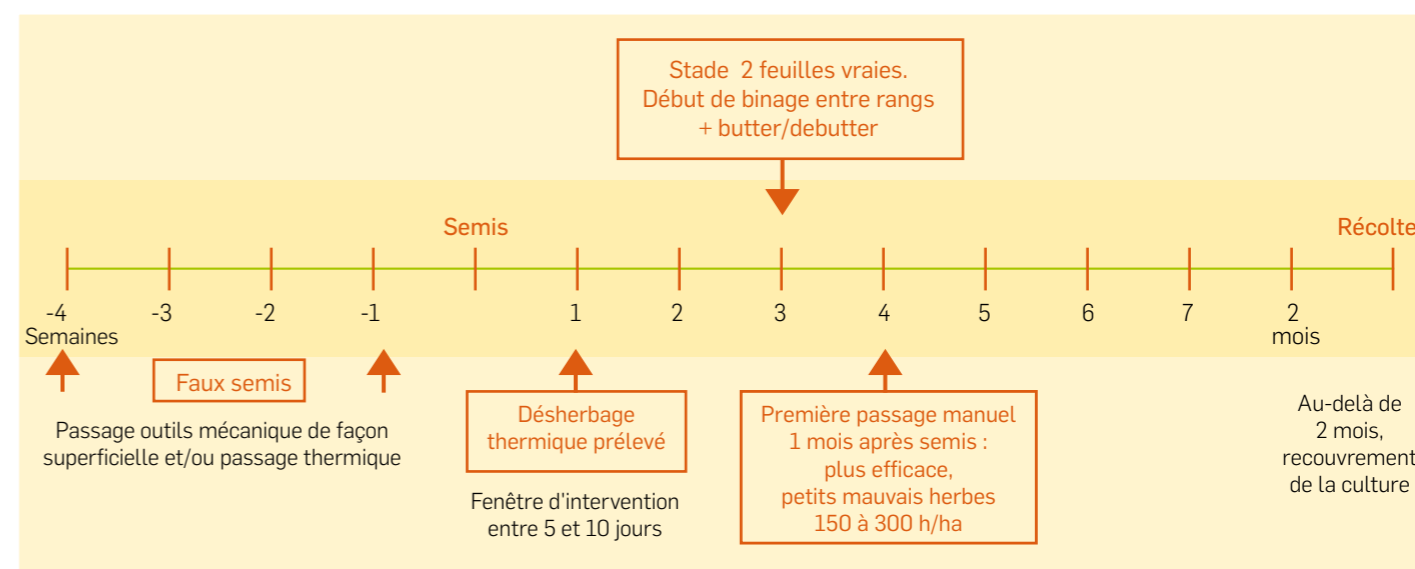 Stade 2 feuilles vraies.
Début de binage entre rangs
+ butter/debutter
Semis
Récolte
-4
-3
-2
-1
1
2
3
4
5
6
7
2
Semaines
mois
Faux semis
Passage outils mécanique de façon
superficielle et/ou passage thermique
Désherbage
thermique prélevé
Fenêtre d'intervention
entre 5 et 10 jours
Première passage manuel
1 mois après semis :
plus efficace,
petits mauvais herbes
150 à 300 h/ha
Au-delà de
2 mois,
recouvrement
de la culture